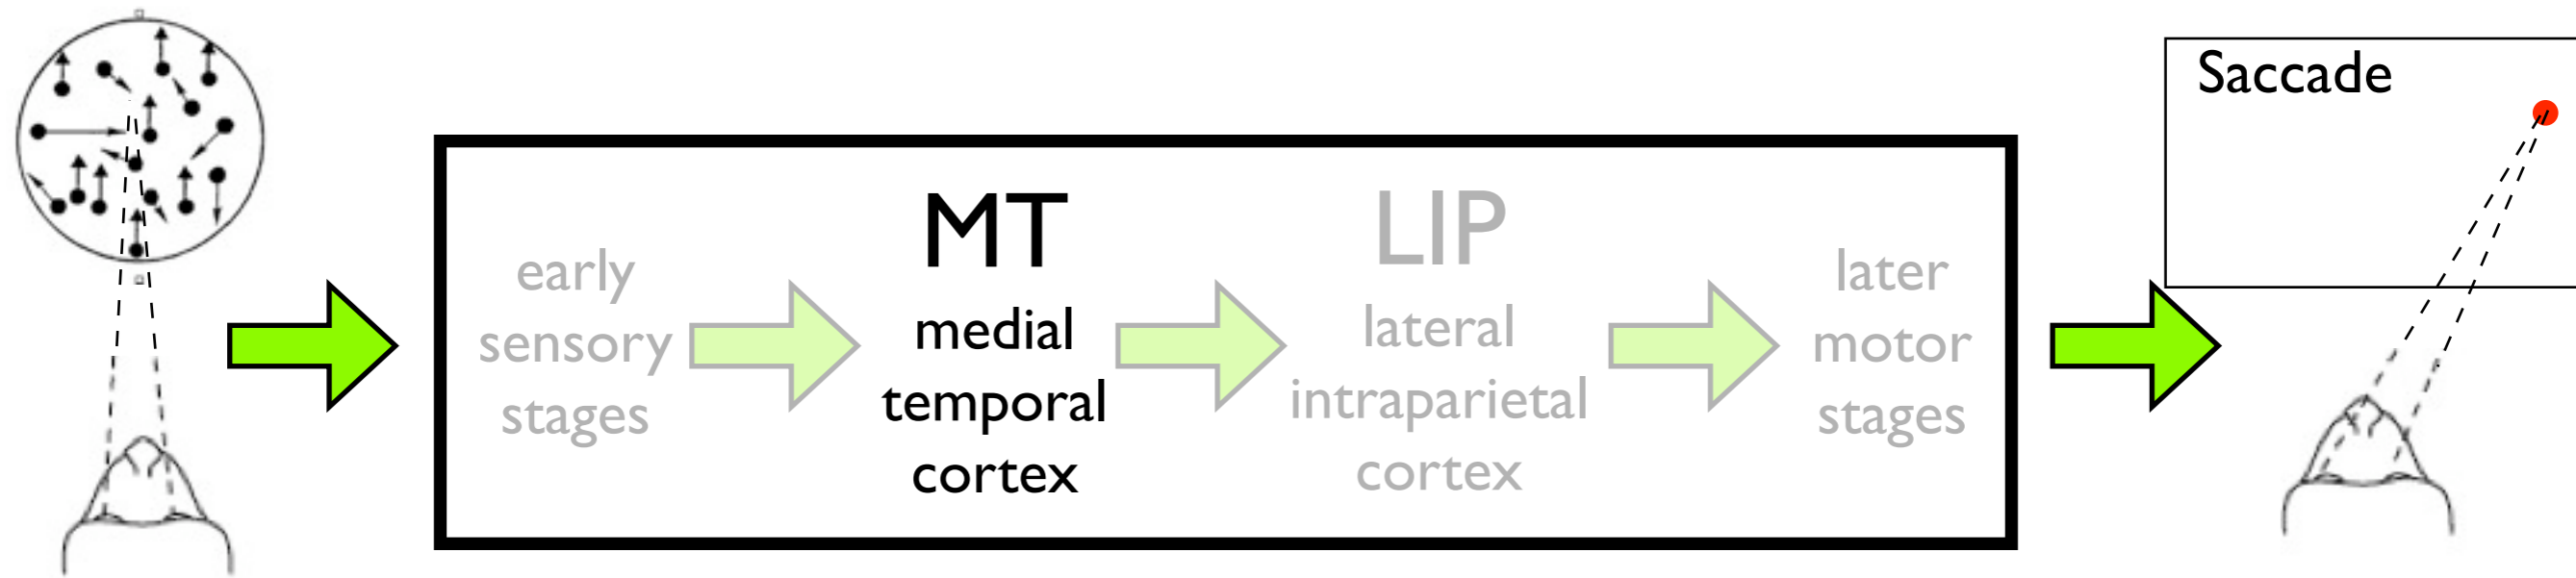 early
sensory
stages
MT
medial
temporal
cortex
LIP
lateral
intraparietal
cortex
later
motor
stages
Saccade